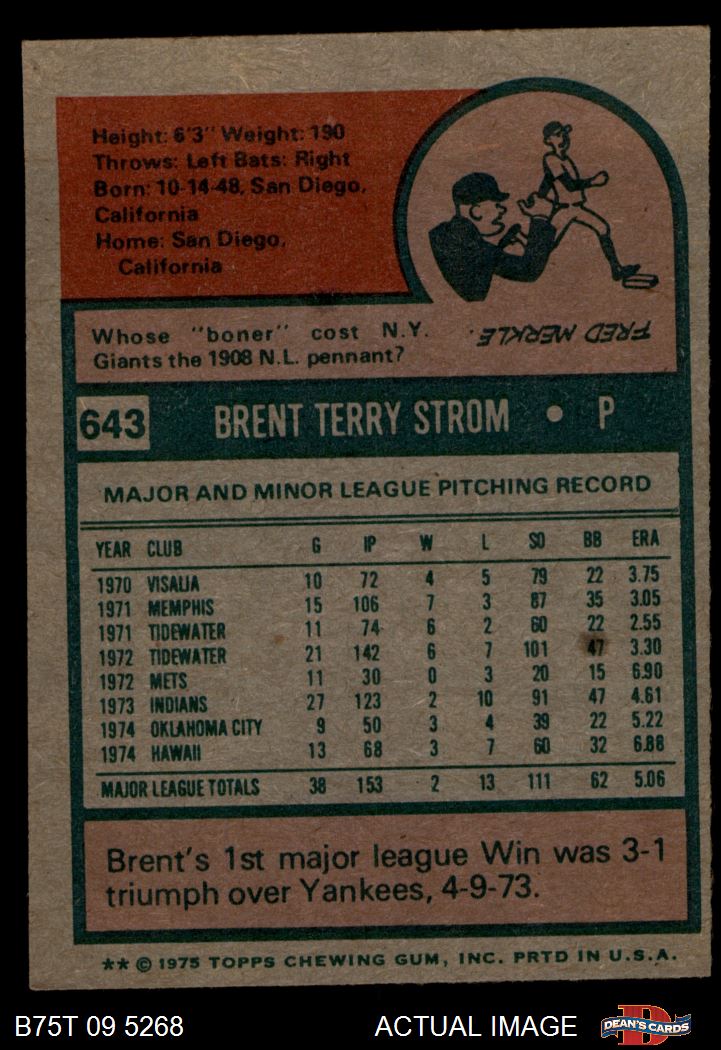 Height: 6'3" Weight: 190
Throws: Left Bats: Right
Born: 10-14-48, San Diego,
California
Home: San Diego,
California
Whose "boner" cost N.Y.
Giants the 1908 N.L. pennant?
FRED MERKLE.
643 BRENT TERRY STROM • P
MAJOR AND MINOR LEAGUE PITCHING RECORD
YEAR CLUB G IP W L SO BB ERA
1970 VISALIA 10 72 4 5 79 22 3.75
1971 MEMPHIS 15 106 7 3 87 35 3.05
1971 TIDEWATER 11 74 6 2 60 22 2.55
1972 TIDEWATER 21 142 6 7 101 47 3.30
1972 METS 11 30 0 3 20 15 6.90
1973 INDIANS 27 123 2 10 91 47 4.61
1974 OKLAHOMA CITY 9 50 3 4 39 22 5.22
1974 HAWAII 13 68 3 7 60 32 6.88
MAJOR LEAGUE TOTALS 38 153 2 13 111 62 5.06
Brent's 1st major league Win was 3-1
triumph over Yankees, 4-9-73.
** © 1975 TOPPS CHEWING GUM, INC. PRTD IN U.S.A.
B75T 09 5268 ACTUAL IMAGE DEAN'S CARDS